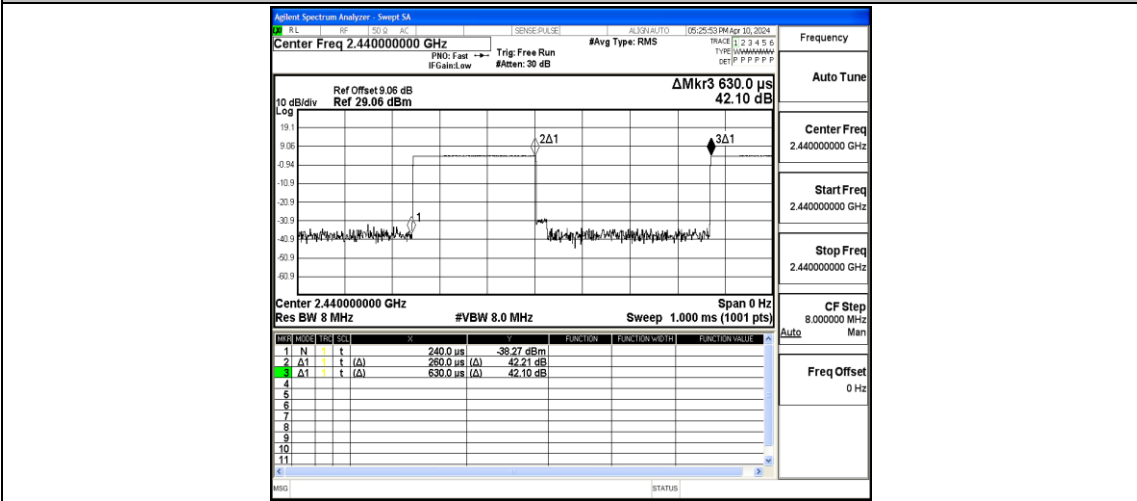 Agilent Spectrum Analyzer - Swept SA
RL RF 50 Ω AC SENSE:PULSE ALIGN AUTO 05:25:53 PM Apr 10, 2024
Center Freq 2.440000000 GHz #Avg Type: RMS TRACE 1 2 3 4 5 6
PNO: Fast Trig: Free Run TYPE
IFGain:Low #Atten: 30 dB DET P P P P P P
ΔMkr3 630.0 µs
42.10 dB
Ref Offset 9.06 dB
10 dB/div Ref 29.06 dBm
Log
19.1
9.06
-0.94
-10.9
-20.9
-30.9
-40.9
-50.9
-60.9
1
2Δ1
3Δ1
Center 2.440000000 GHz Span 0 Hz
Res BW 8 MHz #VBW 8.0 MHz Sweep 1.000 ms (1001 pts)
MKR MODE TRC SCL X Y FUNCTION FUNCTION WIDTH FUNCTION VALUE
1 N 1 t 240.0 µs -38.27 dBm
2 Δ1 1 t (Δ) 260.0 µs (Δ) 42.21 dB
3 Δ1 1 t (Δ) 630.0 µs (Δ) 42.10 dB
4
5
6
7
8
9
10
11
MSG STATUS
Frequency
Auto Tune
Center Freq
2.440000000 GHz
Start Freq
2.440000000 GHz
Stop Freq
2.440000000 GHz
CF Step
8.000000 MHz
Auto Man
Freq Offset
0 Hz